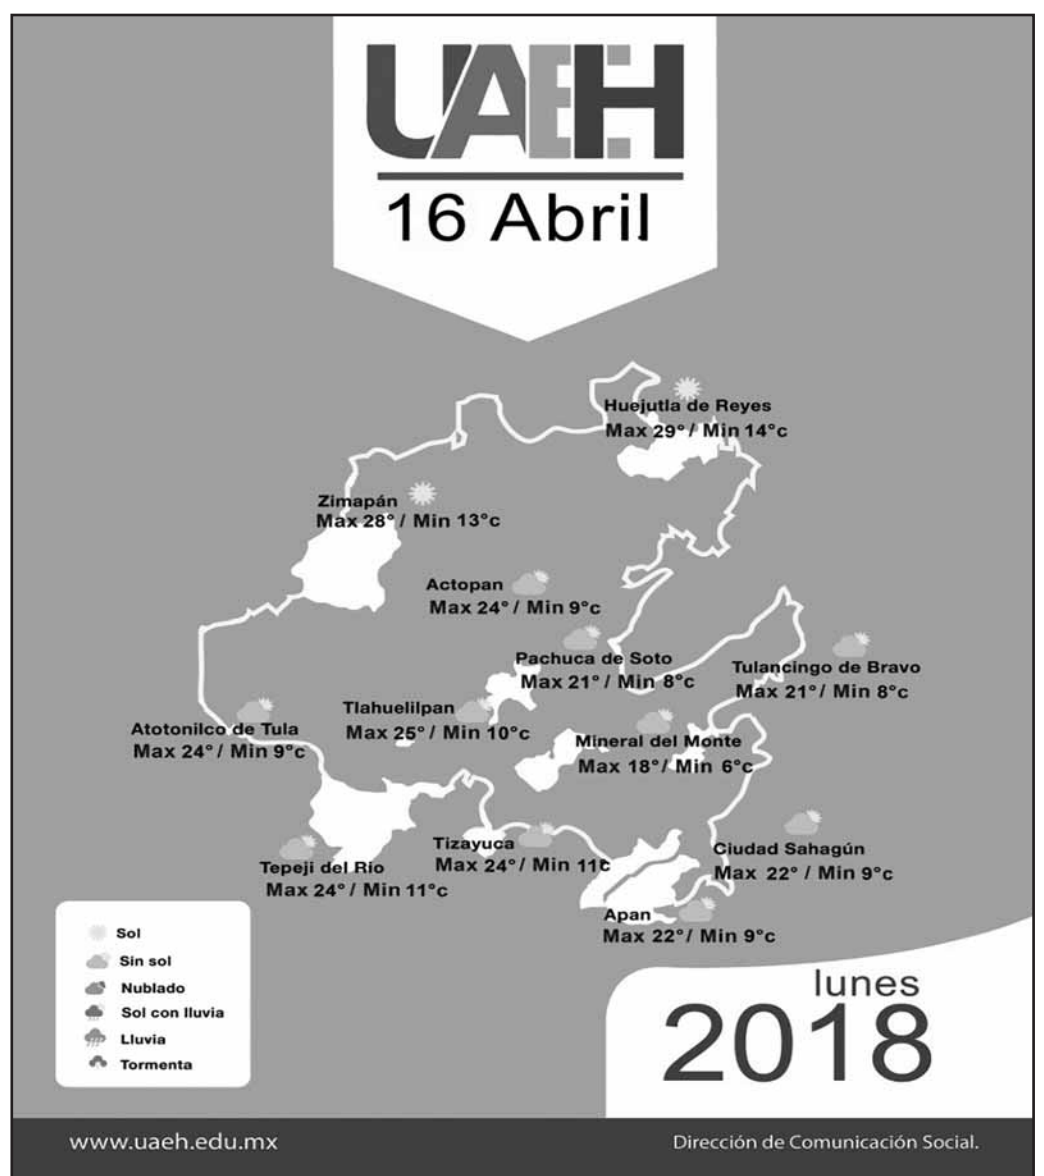 UAEH
16 Abril
Huejutla de Reyes
Max 29° / Min 14°c
Zimapán
Max 28° / Min 13°c
Actopan
Max 24° / Min 9°c
Pachuca de Soto
Max 21° / Min 8°c
Tulancingo de Bravo
Max 21° / Min 8°c
Tlahuelilpan
Max 25° / Min 10°c
Atotonilco de Tula
Max 24° / Min 9°c
Mineral del Monte
Max 18° / Min 6°c
Tizayuca
Max 24° / Min 11c
Ciudad Sahagún
Max 22° / Min 9°c
Tepeji del Río
Max 24° / Min 11°c
Apan
Max 22° / Min 9°c
Sol
Sin sol
Nublado
Sol con lluvia
Lluvia
Tormenta
lunes
2018
www.uaeh.edu.mx
Dirección de Comunicación Social.